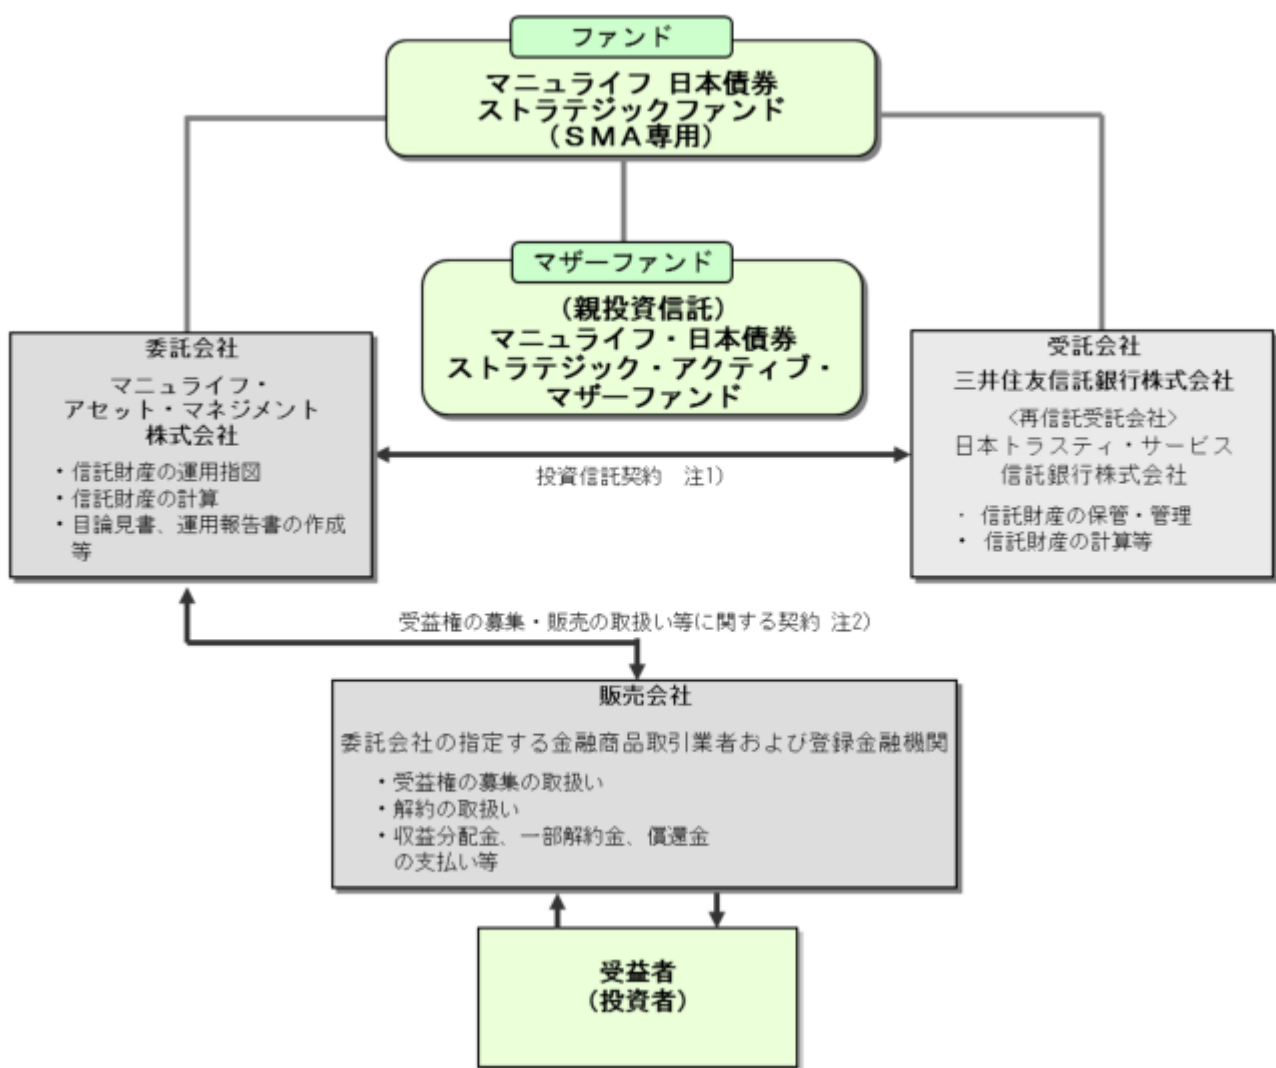 ファンド
マニュライフ 日本債券
ストラテジックファンド
(SMA専用)
マザーファンド
(親投資信託)
マニュライフ・日本債券
ストラテジック・アクティブ・
マザーファンド
委託会社
マニュライフ・
アセット・マネジメント
株式会社
・信託財産の運用指図
・信託財産の計算
・目論見書、運用報告書の作成
等
投資信託契約 注1)
受託会社
三井住友信託銀行株式会社
<再信託受託会社>
日本トラスティ・サービス
信託銀行株式会社
・ 信託財産の保管・管理
・ 信託財産の計算等
受益権の募集・販売の取扱い等に関する契約 注2)
販売会社
委託会社の指定する金融商品取引業者および登録金融機関
・受益権の募集の取扱い
・解約の取扱い
・収益分配金、一部解約金、償還金
の支払い等
受益者
(投資者)